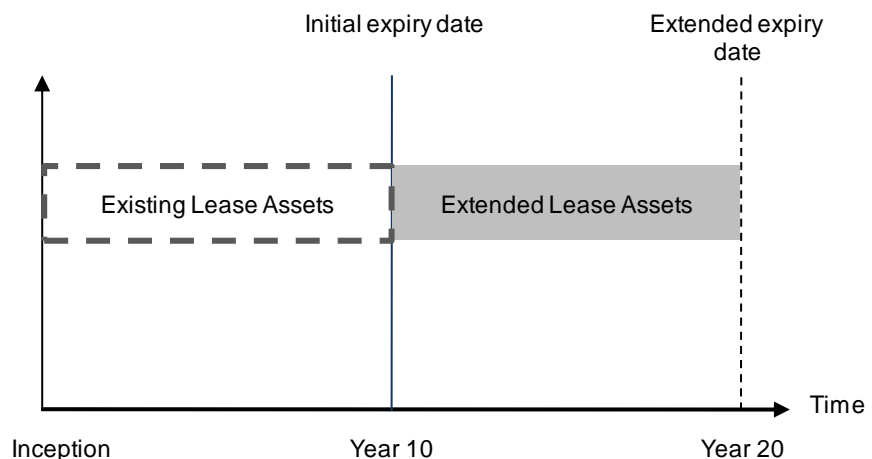 Initial expiry date
Extended expiry
date
Existing Lease Assets
Extended Lease Assets
Time
Inception
Year 10
Year 20